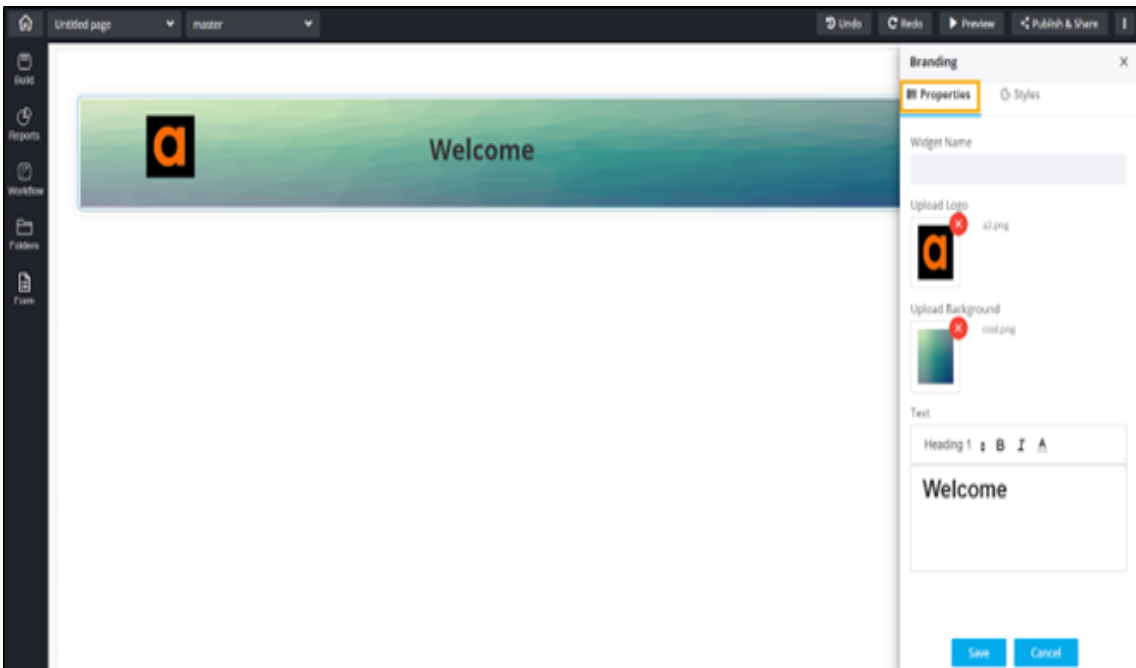 Untitled page
master
Undo
Redo
Preview
Publish & Share
Build
Reports
Workflow
Folders
Form
a
Welcome
Branding
Properties
Styles
Widget Name
Upload Logo
a
a2.png
Upload Background
cool.png
Text
Heading 1 B I A
Welcome
Save
Cancel